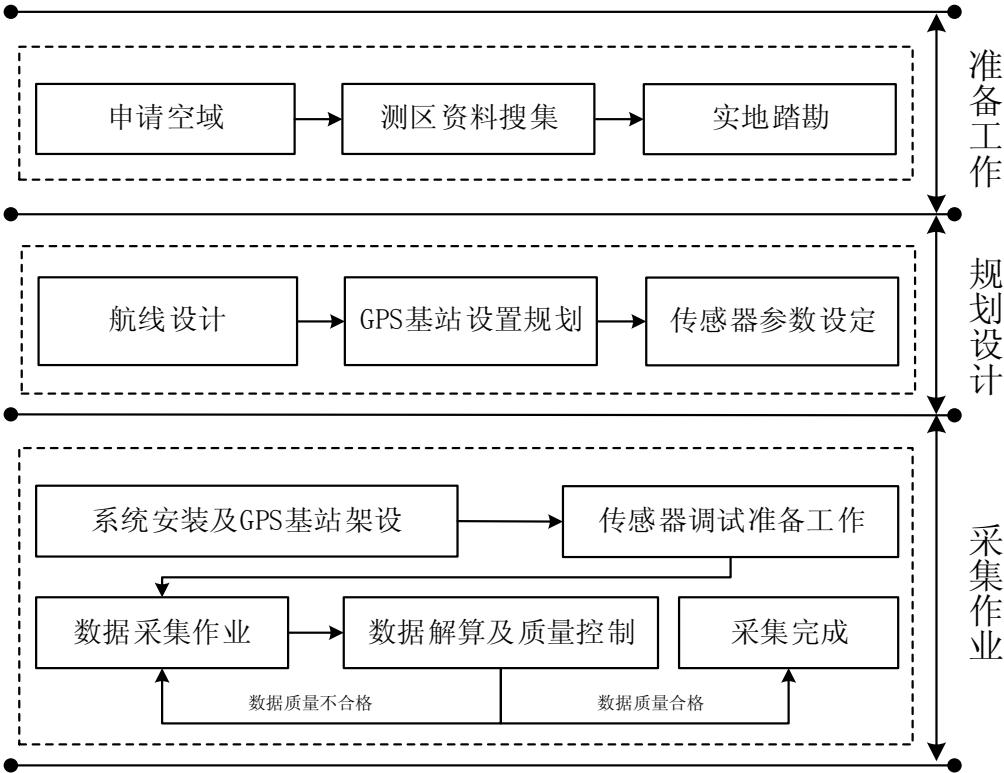 申请空域
测区资料搜集
实地踏勘
准备工作
航线设计
GPS基站设置规划
传感器参数设定
规划设计
系统安装及GPS基站架设
传感器调试准备工作
数据采集作业
数据解算及质量控制
采集完成
数据质量不合格
数据质量合格
采集作业